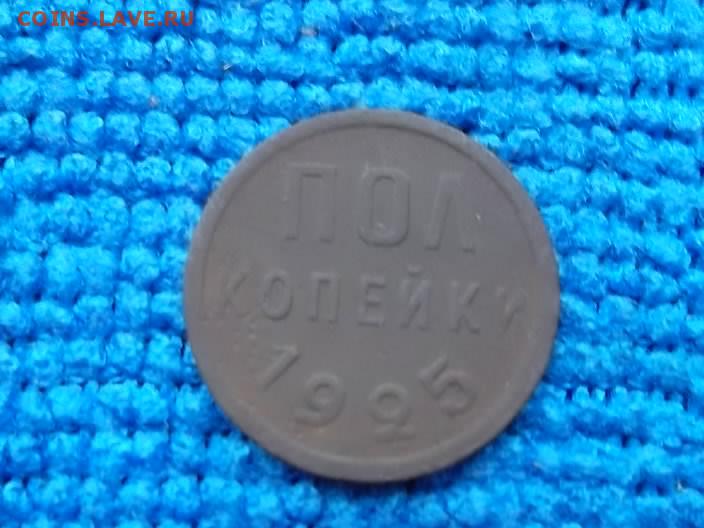 COINS.LAVE.RU
ПОЛ
КОПЕЙКИ
1925